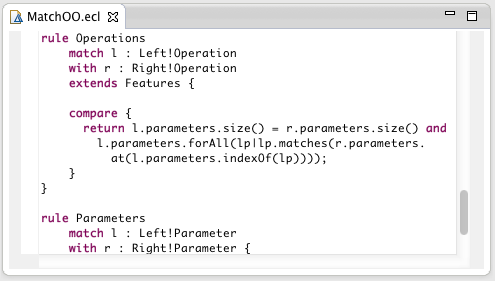 MatchOO.ecl
rule Operations
match l : Left!Operation
with r : Right!Operation
extends Features {
compare {
return l.parameters.size() = r.parameters.size() and
l.parameters.forAll(lp|lp.matches(r.parameters.
at(l.parameters.indexOf(lp))));
}
}
rule Parameters
match l : Left!Parameter
with r : Right!Parameter {